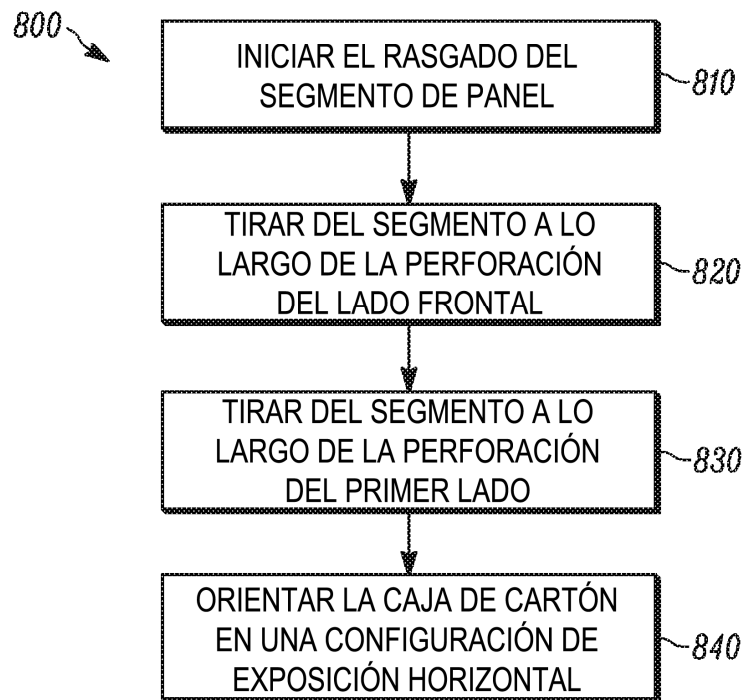 800
INICIAR EL RASGADO DEL
SEGMENTO DE PANEL
810
TIRAR DEL SEGMENTO A LO
LARGO DE LA PERFORACIÓN
DEL LADO FRONTAL
820
TIRAR DEL SEGMENTO A LO
LARGO DE LA PERFORACIÓN
DEL PRIMER LADO
830
ORIENTAR LA CAJA DE CARTÓN
EN UNA CONFIGURACIÓN DE
EXPOSICIÓN HORIZONTAL
840